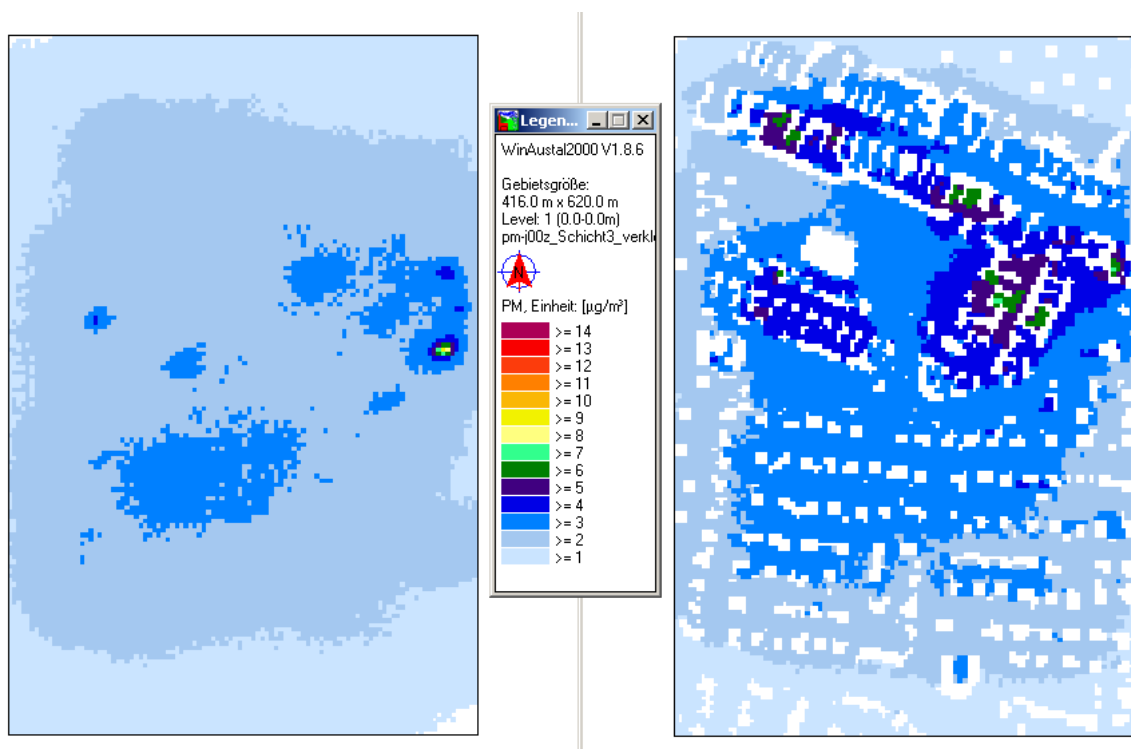 Legen...
WinAustal2000 V1.8.6
Gebietsgröße:
416.0 m x 620.0 m
Level: 1 (0.0-0.0m)
pm-j00z_Schicht3_verkl
N
PM, Einheit: [µg/m³]
>= 14
>= 13
>= 12
>= 11
>= 10
>= 9
>= 8
>= 7
>= 6
>= 5
>= 4
>= 3
>= 2
>= 1